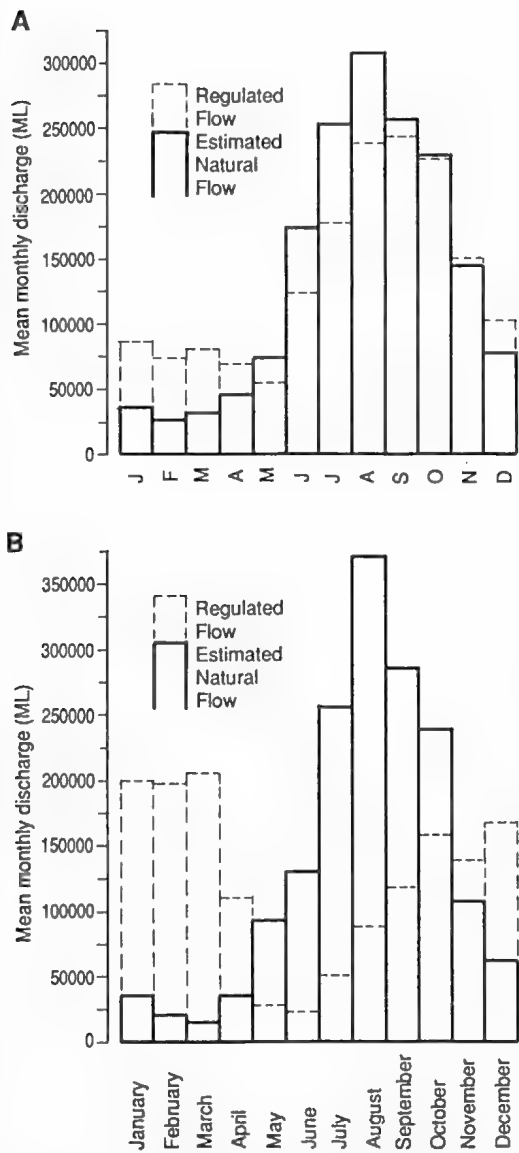 A
Mean monthly discharge (ML)
300000
250000
200000
150000
100000
50000
0
Regulated
Flow
Estimated
Natural
Flow
J
F
M
A
M
J
J
A
S
O
N
D
B
Mean monthly discharge (ML)
350000
300000
250000
200000
150000
100000
50000
0
Regulated
Flow
Estimated
Natural
Flow
January
February
March
April
May
June
July
August
September
October
November
December